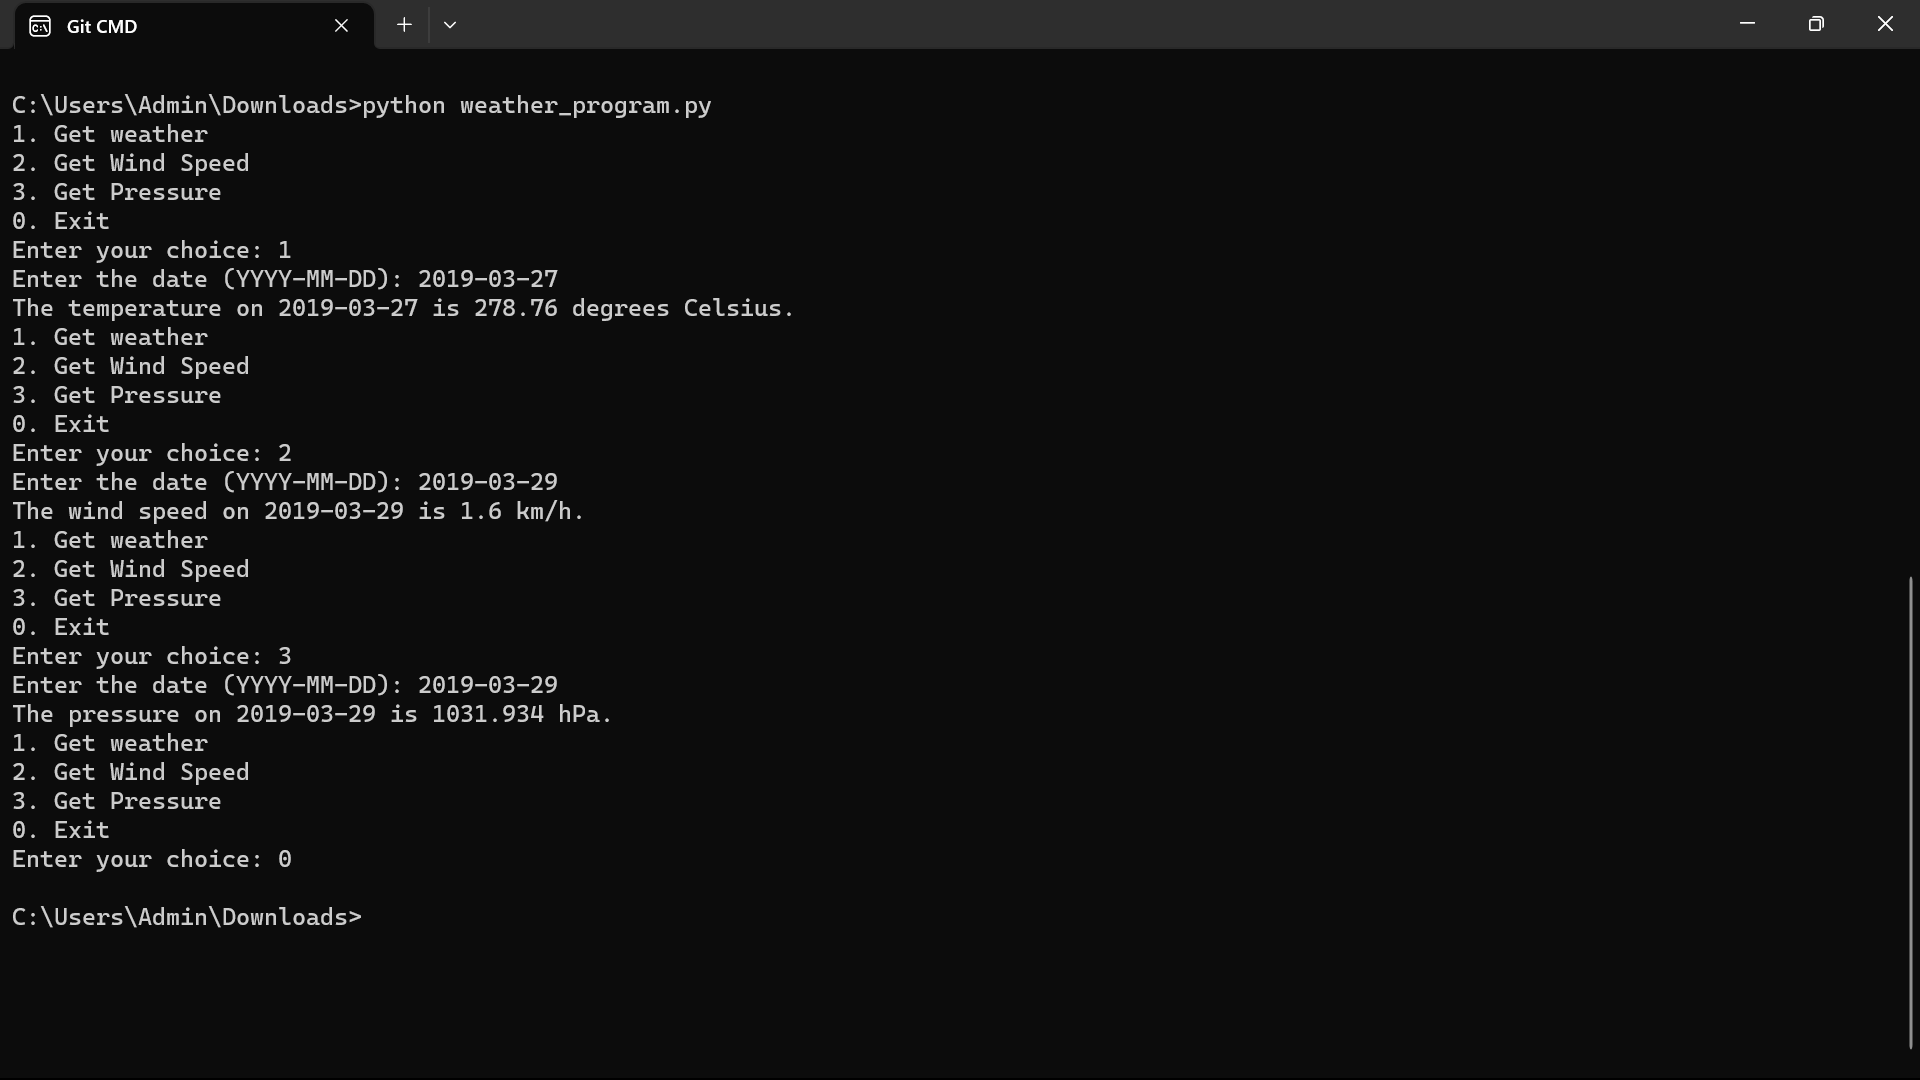 Git CMD
C:\Users\Admin\Downloads>python weather_program.py
1. Get weather
2. Get Wind Speed
3. Get Pressure
0. Exit
Enter your choice: 1
Enter the date (YYYY-MM-DD): 2019-03-27
The temperature on 2019-03-27 is 278.76 degrees Celsius.
1. Get weather
2. Get Wind Speed
3. Get Pressure
0. Exit
Enter your choice: 2
Enter the date (YYYY-MM-DD): 2019-03-29
The wind speed on 2019-03-29 is 1.6 km/h.
1. Get weather
2. Get Wind Speed
3. Get Pressure
0. Exit
Enter your choice: 3
Enter the date (YYYY-MM-DD): 2019-03-29
The pressure on 2019-03-29 is 1031.934 hPa.
1. Get weather
2. Get Wind Speed
3. Get Pressure
0. Exit
Enter your choice: 0
C:\Users\Admin\Downloads>